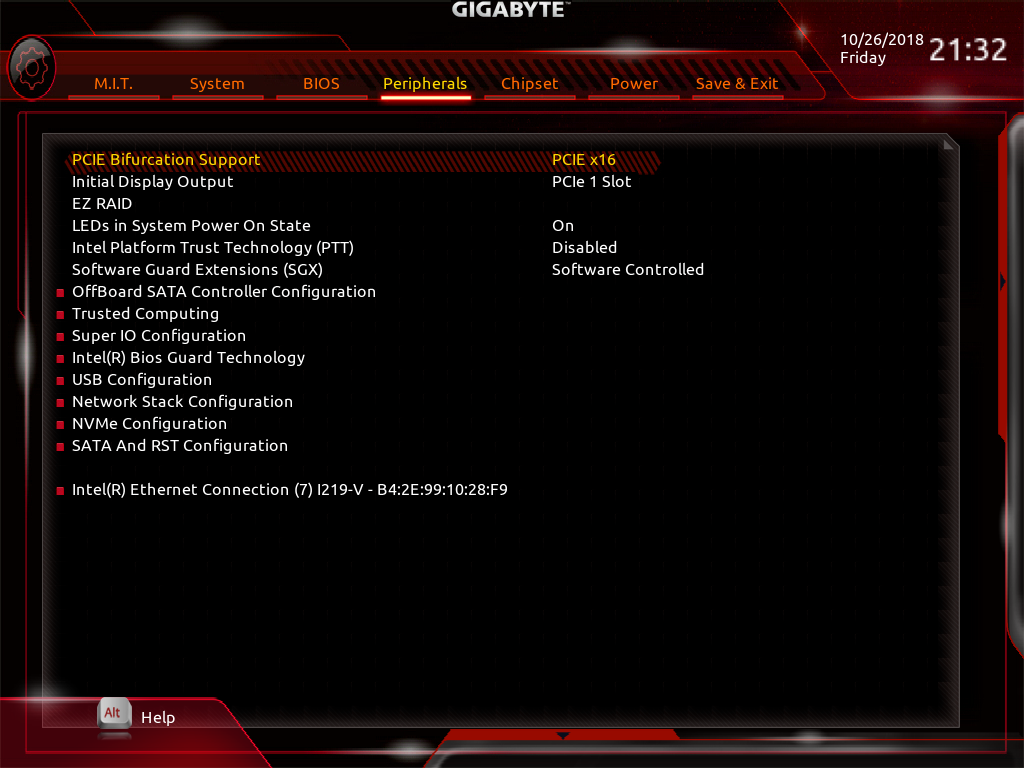 GIGABYTE™
10/26/2018 21:32
Friday
M.I.T. System BIOS Peripherals Chipset Power Save & Exit
PCIE Bifurcation Support PCIE x16
Initial Display Output PCIe 1 Slot
EZ RAID
LEDs in System Power On State On
Intel Platform Trust Technology (PTT) Disabled
Software Guard Extensions (SGX) Software Controlled
OffBoard SATA Controller Configuration
Trusted Computing
Super IO Configuration
Intel(R) Bios Guard Technology
USB Configuration
Network Stack Configuration
NVMe Configuration
SATA And RST Configuration
Intel(R) Ethernet Connection (7) I219-V - B4:2E:99:10:28:F9
Alt Help